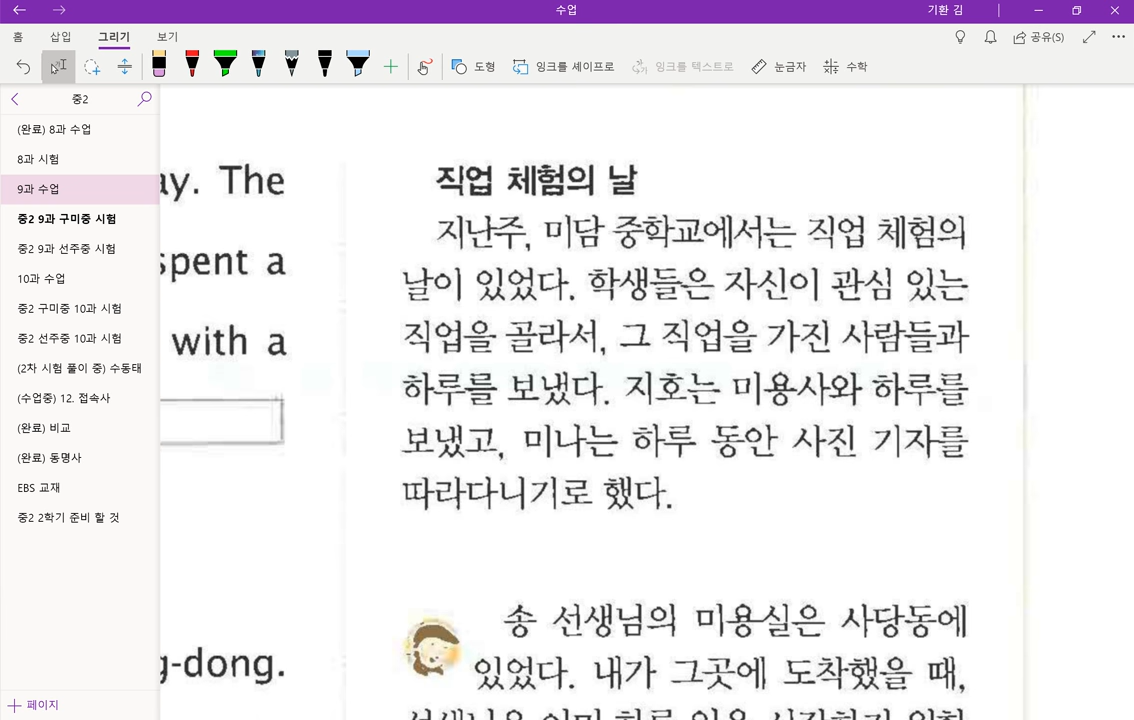 수업
기환 김
홈 삽입 그리기 보기
공유(S)
도형 잉크를 셰이프로 잉크를 텍스트로 눈금자 수학
중2
(완료) 8과 수업
8과 시험
9과 수업
중2 9과 구미중 시험
중2 9과 선주중 시험
10과 수업
중2 구미중 10과 시험
중2 선주중 10과 시험
(2차 시험 풀이 중) 수동태
(수업중) 12. 접속사
(완료) 비교
(완료) 동명사
EBS 교재
중2 2학기 준비 할 것
페이지
ay. The
spent a
with a
g-dong.
직업 체험의 날
지난주, 미담 중학교에서는 직업 체험의
날이 있었다. 학생들은 자신이 관심 있는
직업을 골라서, 그 직업을 가진 사람들과
하루를 보냈다. 지호는 미용사와 하루를
보냈고, 미나는 하루 동안 사진 기자를
따라다니기로 했다.
송 선생님의 미용실은 사당동에
있었다. 내가 그곳에 도착했을 때,